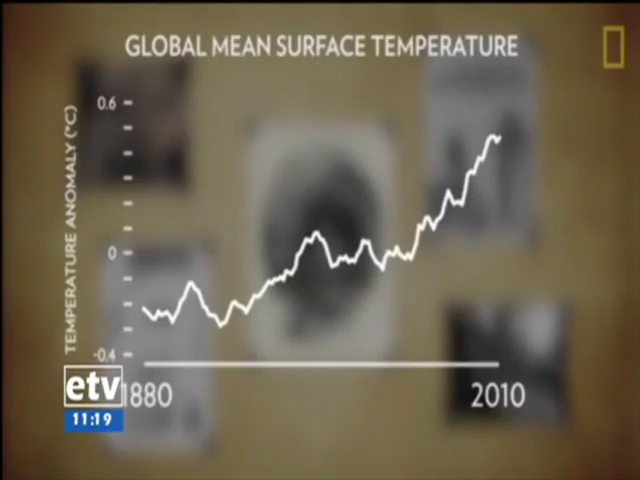 GLOBAL MEAN SURFACE TEMPERATURE
TEMPERATURE ANOMALY (°C)
0.6
0
-0.4
1880
2010
etv
11:19